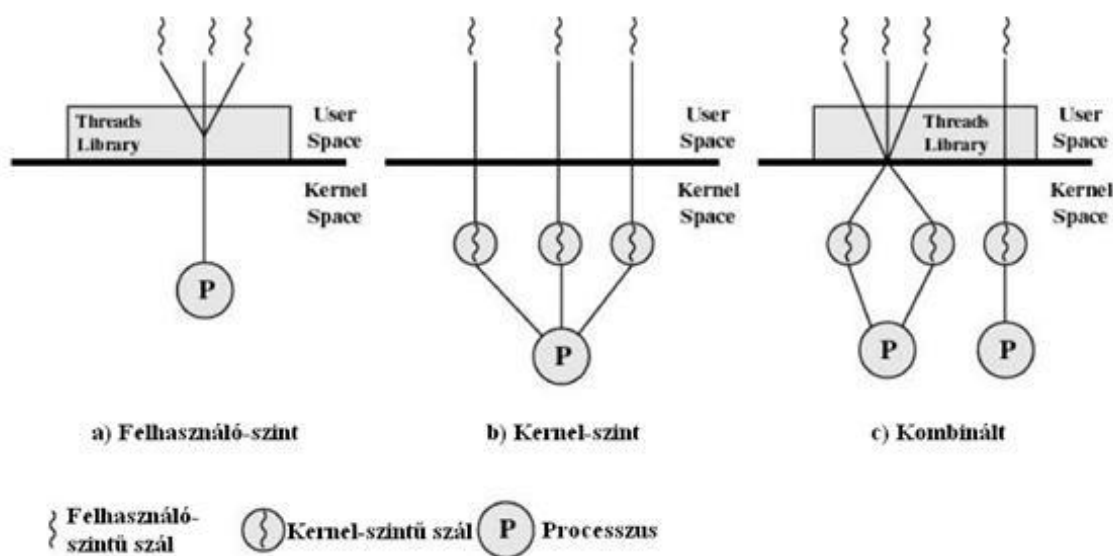 Threads
Library
User
Space
Kernel
Space
P
a) Felhasználó-szint
User
Space
Kernel
Space
P
b) Kernel-szint
Threads
Library
User
Space
Kernel
Space
P
P
c) Kombinált
Felhasználó-
szintű szál
Kernel-szintű szál
P
Processzus